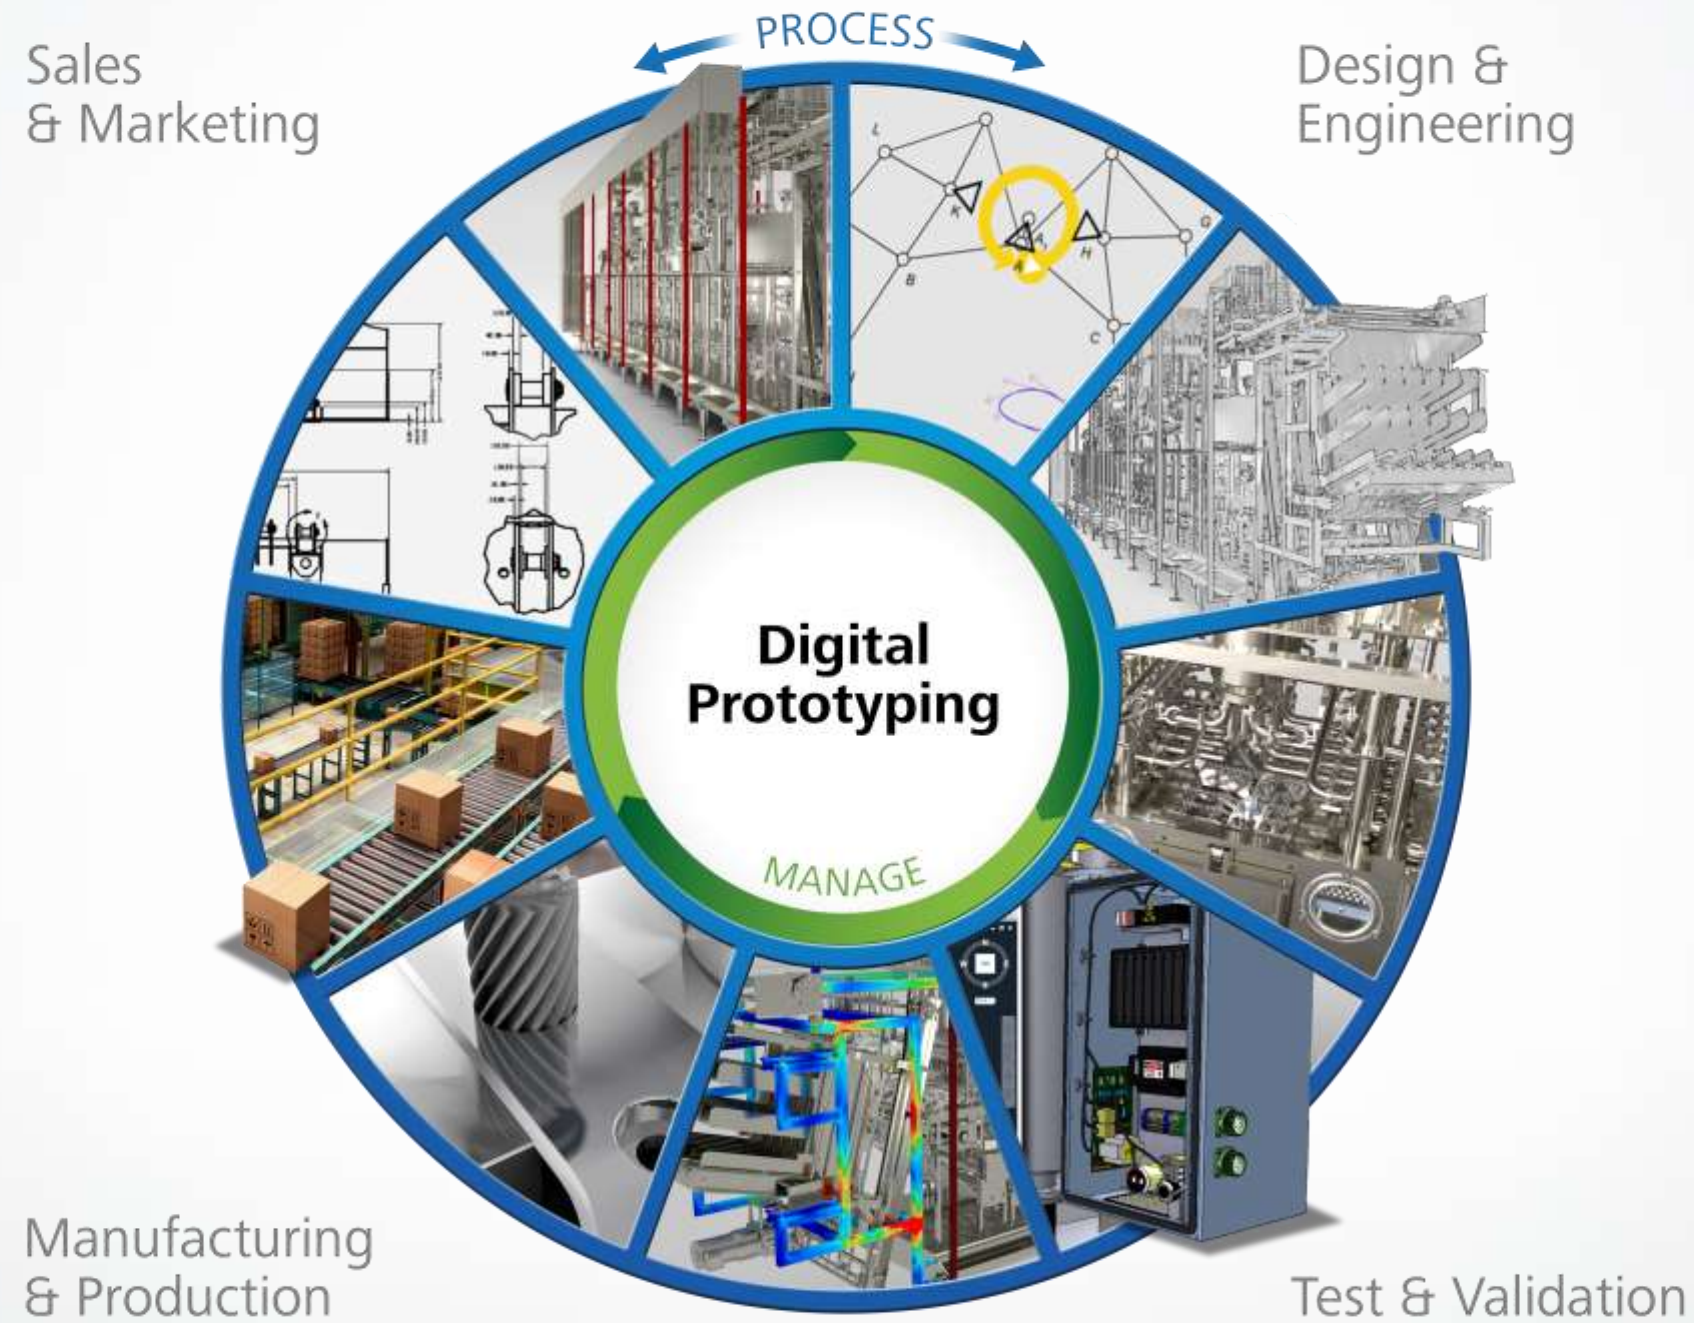 PROCESS
Sales
& Marketing
Design &
Engineering
L
K
A
H
G
B
C
Digital
Prototyping
MANAGE
Manufacturing
& Production
Test & Validation